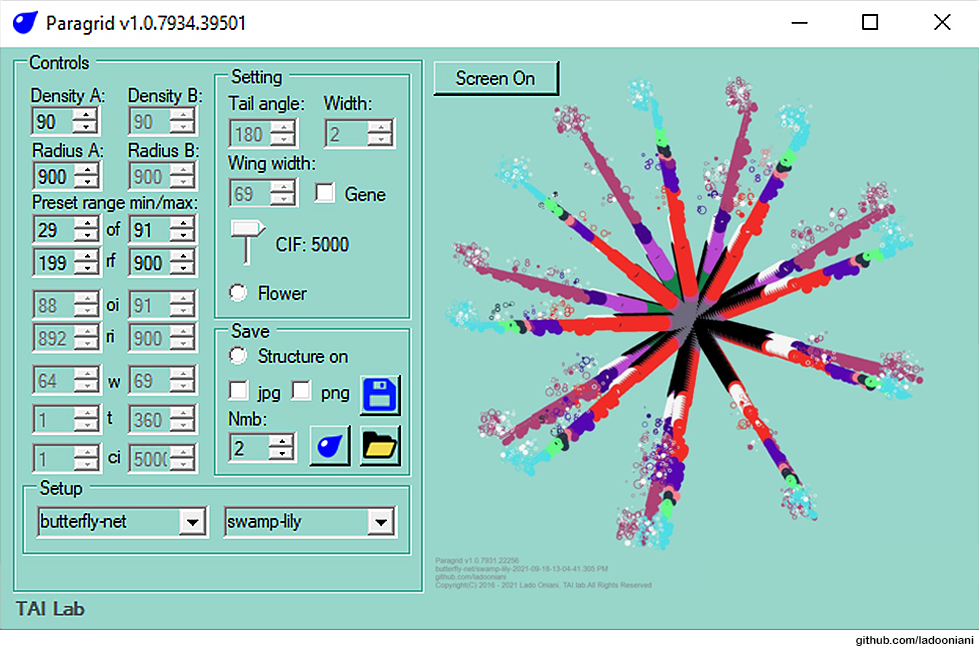 Paragrid v1.0.7934.39501
Controls
Density A: Density B:
90 90
Radius A: Radius B:
900 900
Preset range min/max:
29 of 91
199 rf 900
88 oi 91
892 ri 900
64 w 69
1 t 360
1 ci 5000
Setting
Tail angle: Width:
180 2
Wing width:
69 Gene
CIF: 5000
Flower
Save
Structure on
jpg png
Nmb:
2
Setup
butterfly-net swamp-lily
TAI Lab
Screen On
Paragrid v1.0.7931.22256
butterfly-net/swamp-lily-2021-09-18-13-04-41.305 PM
github.com/ladooniani
Copyright(C) 2016 - 2021 Lado Oniani, TAI lab All Rights Reserved
github.com/ladooniani